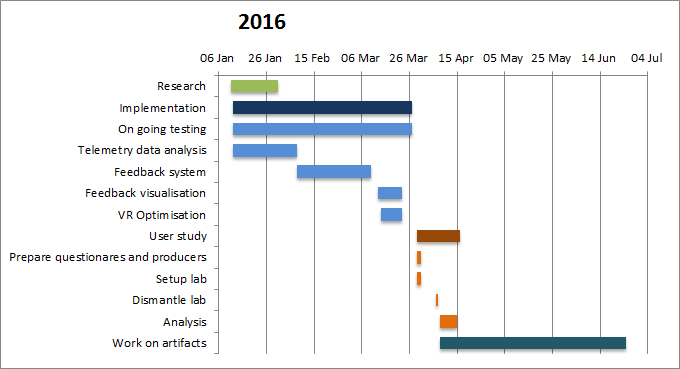 2016
06 Jan 26 Jan 15 Feb 06 Mar 26 Mar 15 Apr 05 May 25 May 14 Jun 04 Jul
Research
Implementation
On going testing
Telemetry data analysis
Feedback system
Feedback visualisation
VR Optimisation
User study
Prepare questionares and producers
Setup lab
Dismantle lab
Analysis
Work on artifacts